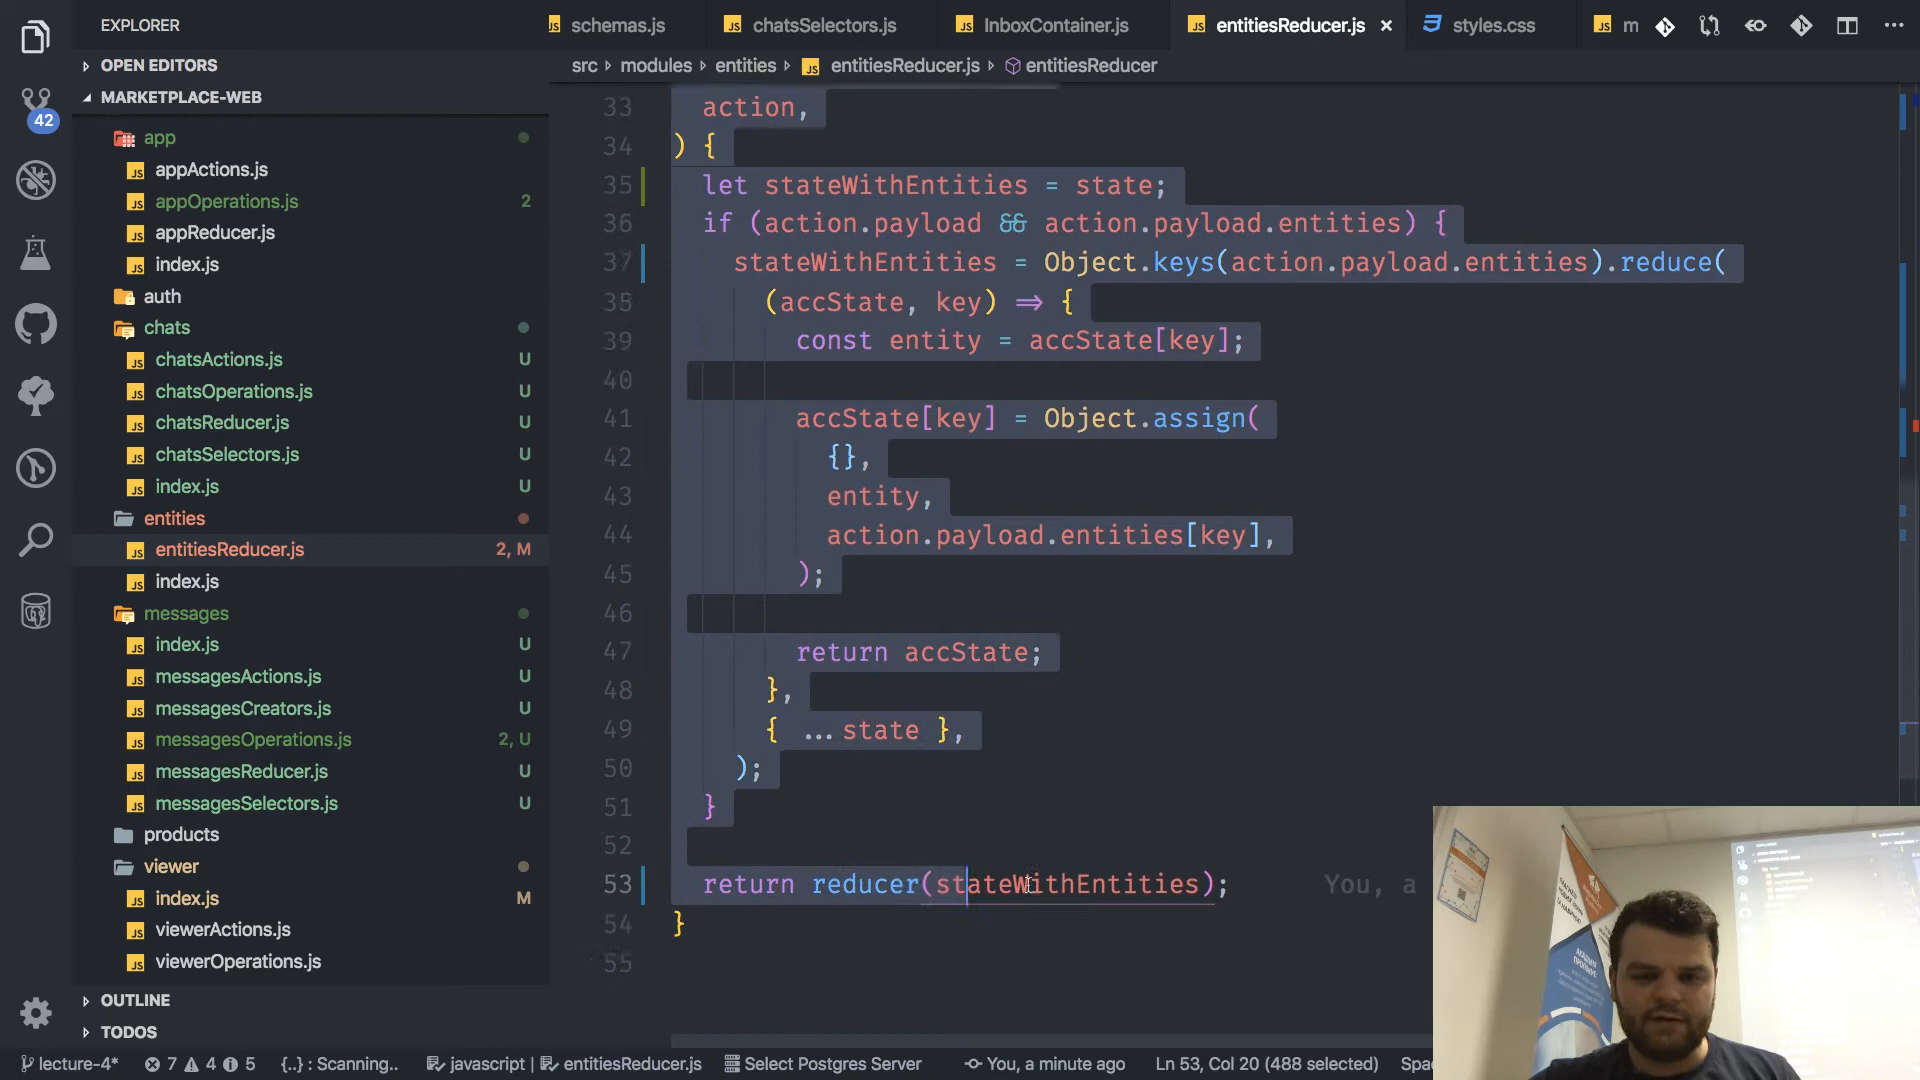 EXPLORER
schemas.js
chatsSelectors.js
InboxContainer.js
entitiesReducer.js
styles.css
m
OPEN EDITORS
src
modules
entities
entitiesReducer.js
entitiesReducer
42
MARKETPLACE-WEB
app
appActions.js
appOperations.js 2
appReducer.js
index.js
auth
chats
chatsActions.js U
chatsOperations.js U
chatsReducer.js U
chatsSelectors.js U
index.js U
entities
entitiesReducer.js 2, M
index.js
messages
index.js U
messagesActions.js U
messagesCreators.js U
messagesOperations.js 2, U
messagesReducer.js U
messagesSelectors.js U
products
viewer
index.js M
viewerActions.js
viewerOperations.js
OUTLINE
TODOS
33 action,
34 ) {
35 let stateWithEntities = state;
36 if (action.payload && action.payload.entities) {
37 stateWithEntities = Object.keys(action.payload.entities).reduce(
(accState, key) => {
39 const entity = accState[key];
40
41 accState[key] = Object.assign(
42 {},
43 entity,
44 action.payload.entities[key],
45 );
46
47 return accState;
48 },
49 { ...state },
50 );
51 }
52
53 return reducer(stateWithEntities); You, a
54 }
55
lecture-4* 7 4 5 {..} : Scanning.. javascript | entitiesReducer.js Select Postgres Server You, a minute ago Ln 53, Col 20 (488 selected) Spac